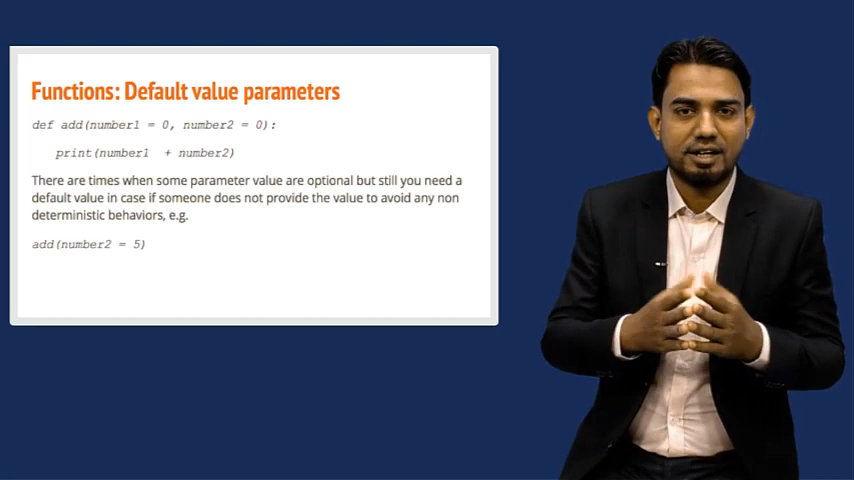 Functions: Default value parameters
def add(number1 = 0, number2 = 0):
print(number1 + number2)
There are times when some parameter value are optional but still you need a
default value in case if someone does not provide the value to avoid any non
deterministic behaviors, e.g.
add(number2 = 5)